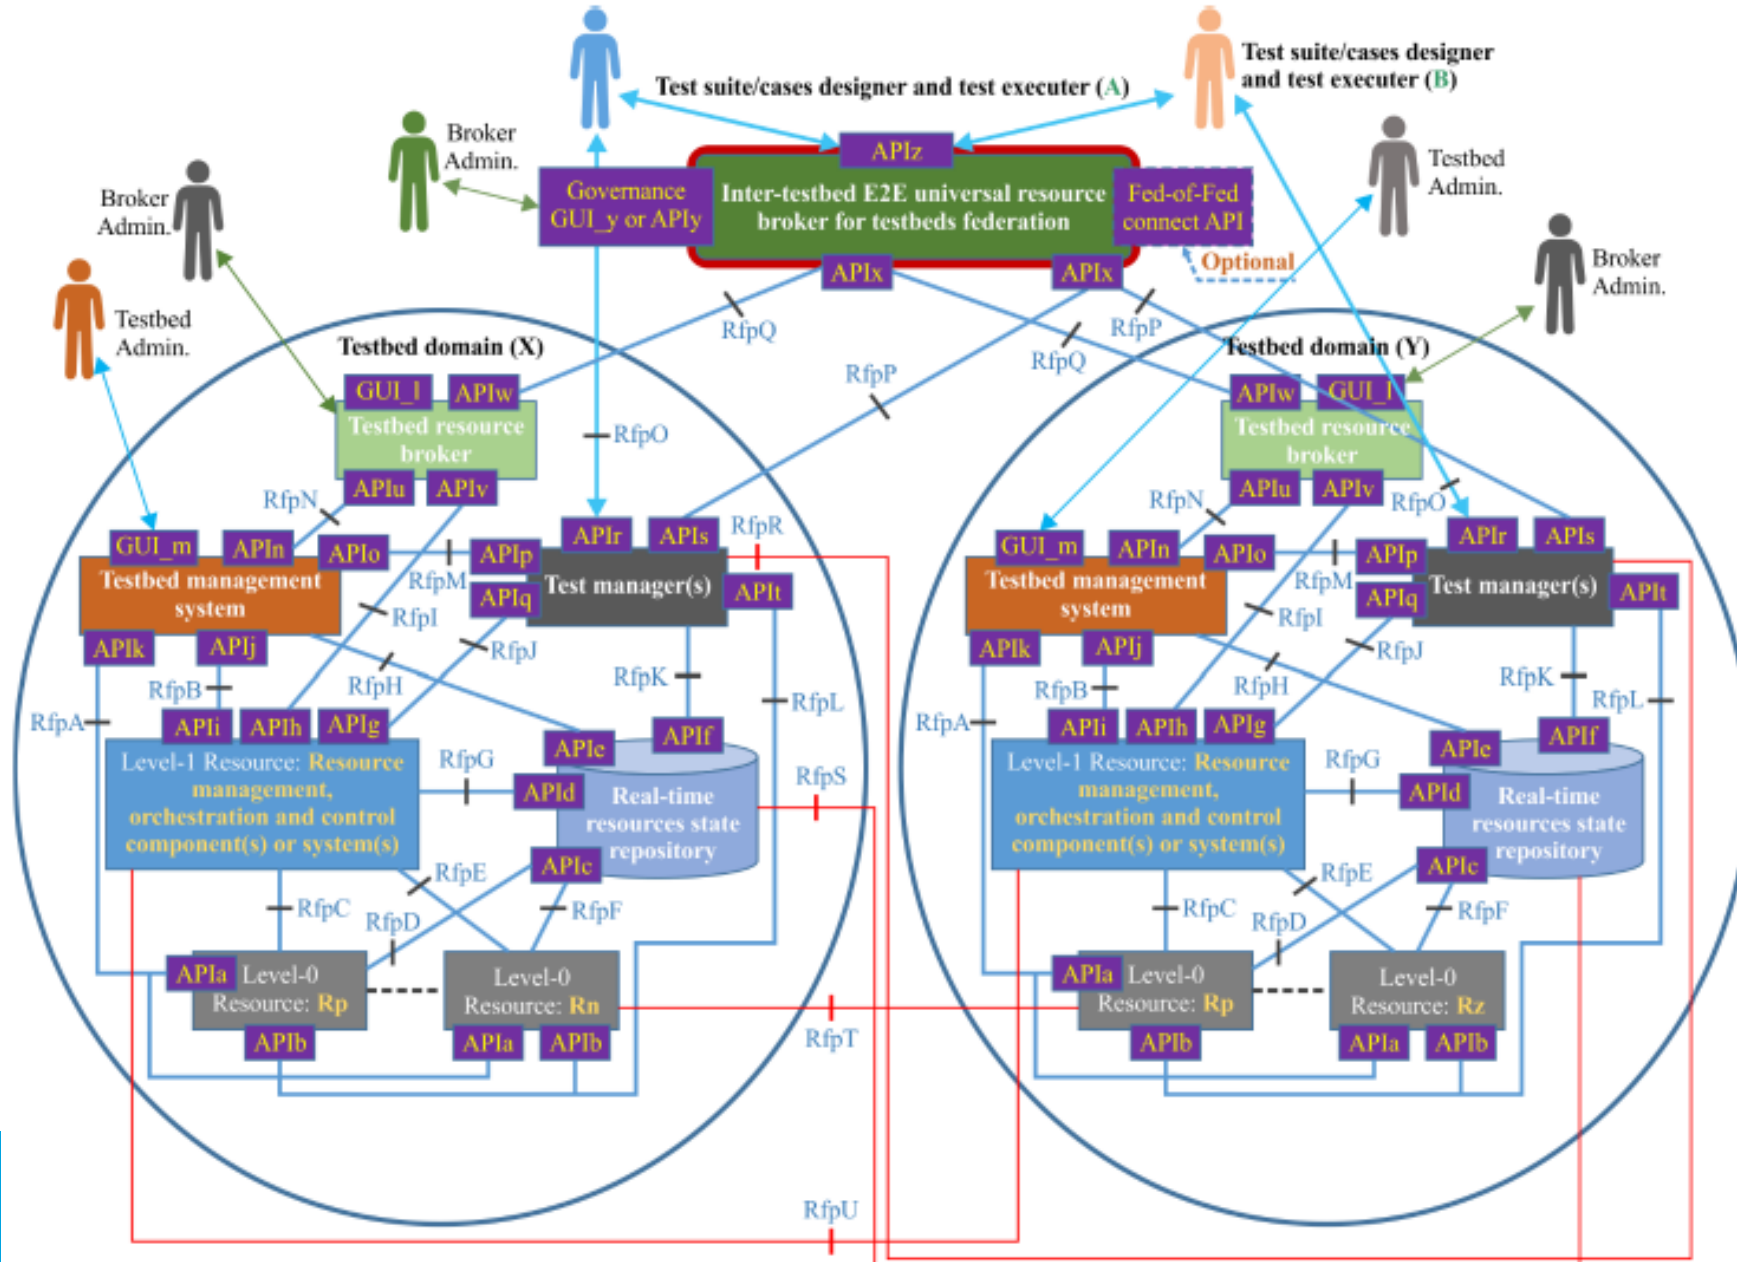 Test suite/cases designer and test executer (A)
Test suite/cases designer
and test executer (B)
Broker
Admin.
Broker
Admin.
Testbed
Admin.
Testbed
Admin.
Broker
Admin.
APIz
Governance
GUI_y or APIy
Inter-testbed E2E universal resource
broker for testbeds federation
Fed-of-Fed
connect API
Optional
APIx
APIx
RfpQ
RfpP
RfpQ
RfpP
Testbed domain (X)
GUI_l
APIw
Testbed resource
broker
APIu
APIv
RfpO
RfpN
RfpR
GUI_m
APIn
APIo
APIp
APIr
APIs
RfpM
Testbed management
system
APIq
Test manager(s)
APIt
APIk
APIj
RfpI
RfpJ
RfpB
RfpH
RfpK
RfpL
RfpA
APIi
APIh
APIg
APIe
APIf
Level-1 Resource: Resource
management,
orchestration and control
component(s) or system(s)
RfpG
APId
Real-time
resources state
repository
RfpS
APIc
RfpE
RfpC
RfpD
RfpF
APIa
Level-0
Resource: Rp
Level-0
Resource: Rn
APIb
APIa
APIb
RfpT
RfpU
Testbed domain (Y)
APIw
GUI_l
Testbed resource
broker
APIu
APIv
RfpO
RfpN
GUI_m
APIn
APIo
APIp
APIr
APIs
RfpM
Testbed management
system
APIq
Test manager(s)
APIt
APIk
APIj
RfpI
RfpJ
RfpB
RfpH
RfpK
RfpL
RfpA
APIi
APIh
APIg
APIe
APIf
Level-1 Resource: Resource
management,
orchestration and control
component(s) or system(s)
RfpG
APId
Real-time
resources state
repository
APIc
RfpE
RfpC
RfpD
RfpF
APIa
Level-0
Resource: Rp
Level-0
Resource: Rz
APIb
APIa
APIb